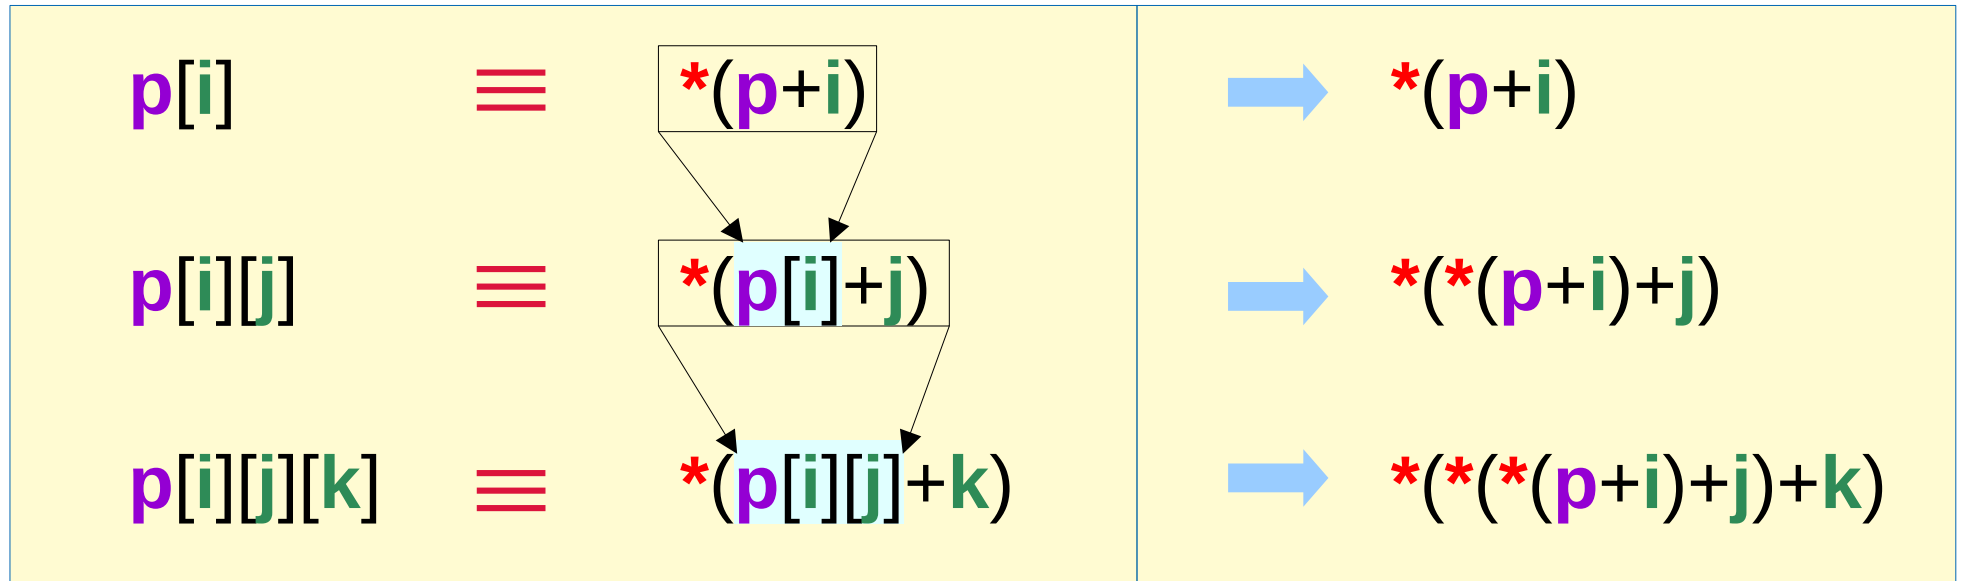 p[i] ≡ *(p+i) *(p+i)
p[i][j] ≡ *(p[i]+j) *(*(p+i)+j)
p[i][j][k] ≡ *(p[i][j]+k) *(*(*(p+i)+j)+k)